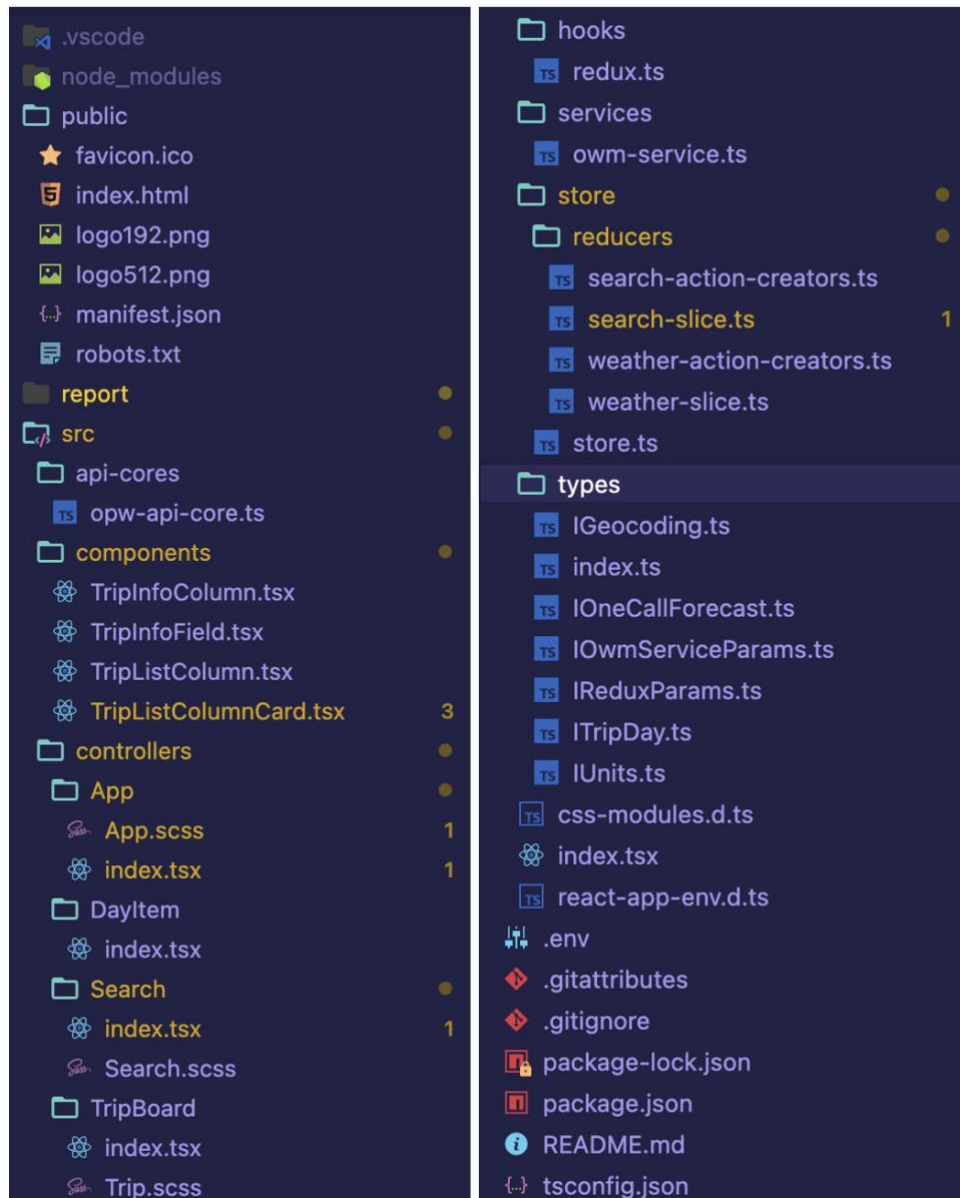 .vscode
node_modules
public
favicon.ico
index.html
logo192.png
logo512.png
manifest.json
robots.txt
report
src
api-cores
opw-api-core.ts
components
TripInfoColumn.tsx
TripInfoField.tsx
TripListColumn.tsx
TripListColumnCard.tsx 3
controllers
App
App.scss 1
index.tsx 1
DayItem
index.tsx
Search
index.tsx 1
Search.scss
TripBoard
index.tsx
Trip.scss
hooks
redux.ts
services
owm-service.ts
store
reducers
search-action-creators.ts
search-slice.ts 1
weather-action-creators.ts
weather-slice.ts
store.ts
types
IGeocoding.ts
index.ts
IOneCallForecast.ts
IOwmServiceParams.ts
IReduxParams.ts
ITripDay.ts
IUnits.ts
css-modules.d.ts
index.tsx
react-app-env.d.ts
.env
.gitattributes
.gitignore
package-lock.json
package.json
README.md
tsconfig.json